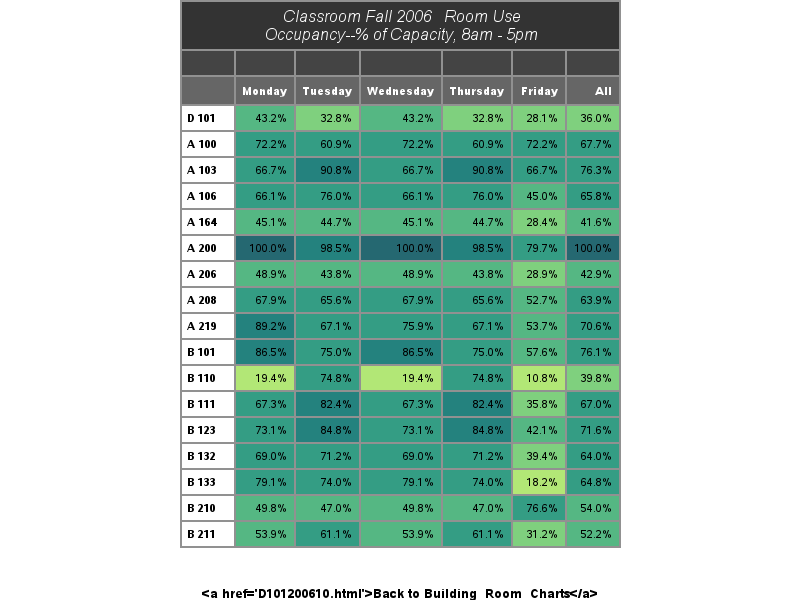 Classroom Fall 2006 Room Use
Occupancy--% of Capacity, 8am - 5pm
Monday Tuesday Wednesday Thursday Friday All
D 101 43.2% 32.8% 43.2% 32.8% 28.1% 36.0%
A 100 72.2% 60.9% 72.2% 60.9% 72.2% 67.7%
A 103 66.7% 90.8% 66.7% 90.8% 66.7% 76.3%
A 106 66.1% 76.0% 66.1% 76.0% 45.0% 65.8%
A 164 45.1% 44.7% 45.1% 44.7% 28.4% 41.6%
A 200 100.0% 98.5% 100.0% 98.5% 79.7% 100.0%
A 206 48.9% 43.8% 48.9% 43.8% 28.9% 42.9%
A 208 67.9% 65.6% 67.9% 65.6% 52.7% 63.9%
A 219 89.2% 67.1% 75.9% 67.1% 53.7% 70.6%
B 101 86.5% 75.0% 86.5% 75.0% 57.6% 76.1%
B 110 19.4% 74.8% 19.4% 74.8% 10.8% 39.8%
B 111 67.3% 82.4% 67.3% 82.4% 35.8% 67.0%
B 123 73.1% 84.8% 73.1% 84.8% 42.1% 71.6%
B 132 69.0% 71.2% 69.0% 71.2% 39.4% 64.0%
B 133 79.1% 74.0% 79.1% 74.0% 18.2% 64.8%
B 210 49.8% 47.0% 49.8% 47.0% 76.6% 54.0%
B 211 53.9% 61.1% 53.9% 61.1% 31.2% 52.2%
<a href='D101200610.html'>Back to Building Room Charts</a>